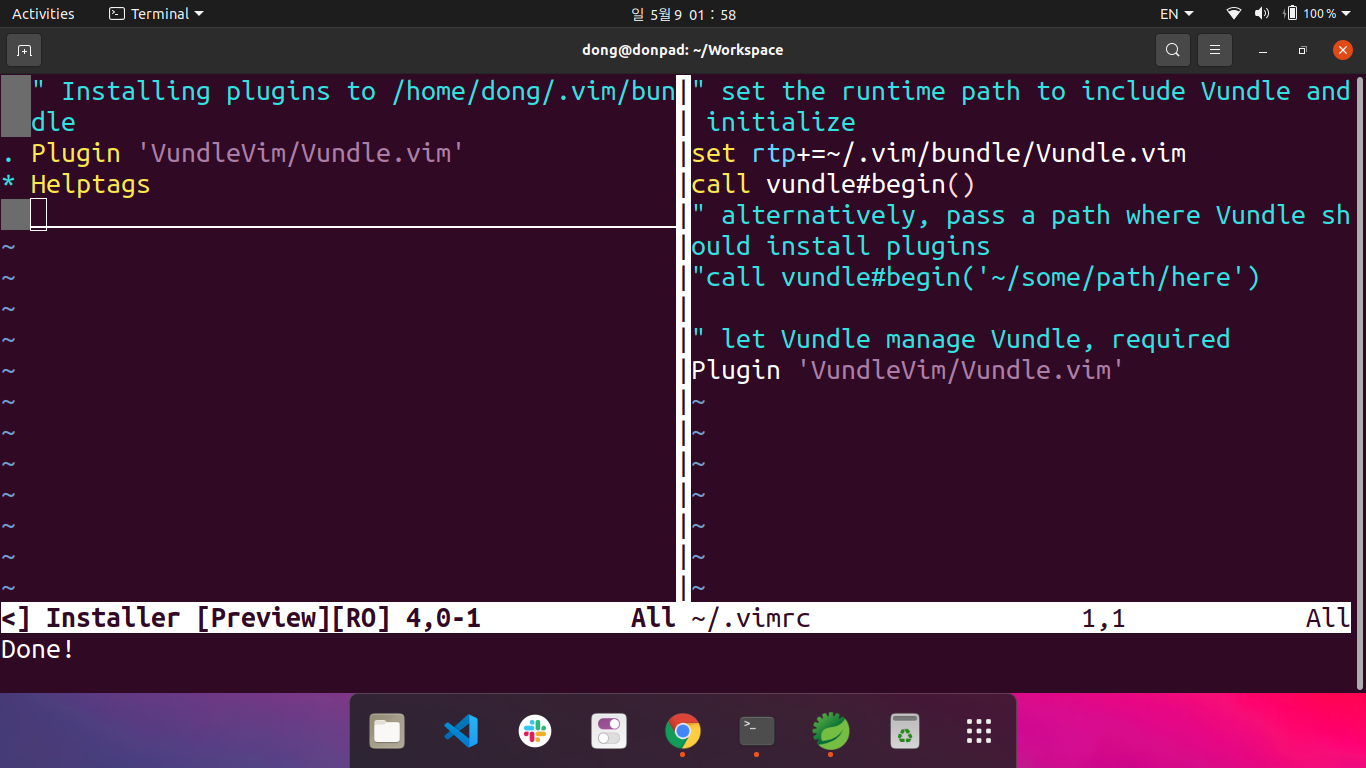 Activities Terminal 일 5월 9 01 : 58 EN 100 %
dong@donpad: ~/Workspace
" Installing plugins to /home/dong/.vim/bun
dle
. Plugin 'VundleVim/Vundle.vim'
* Helptags
~
~
~
~
~
~
~
~
~
~
~
~
<] Installer [Preview][RO] 4,0-1 All
" set the runtime path to include Vundle and
initialize
set rtp+=~/.vim/bundle/Vundle.vim
call vundle#begin()
" alternatively, pass a path where Vundle sh
ould install plugins
"call vundle#begin('~/some/path/here')
" let Vundle manage Vundle, required
Plugin 'VundleVim/Vundle.vim'
~
~
~
~
~
~
~
~/.vimrc 1,1 All
Done!